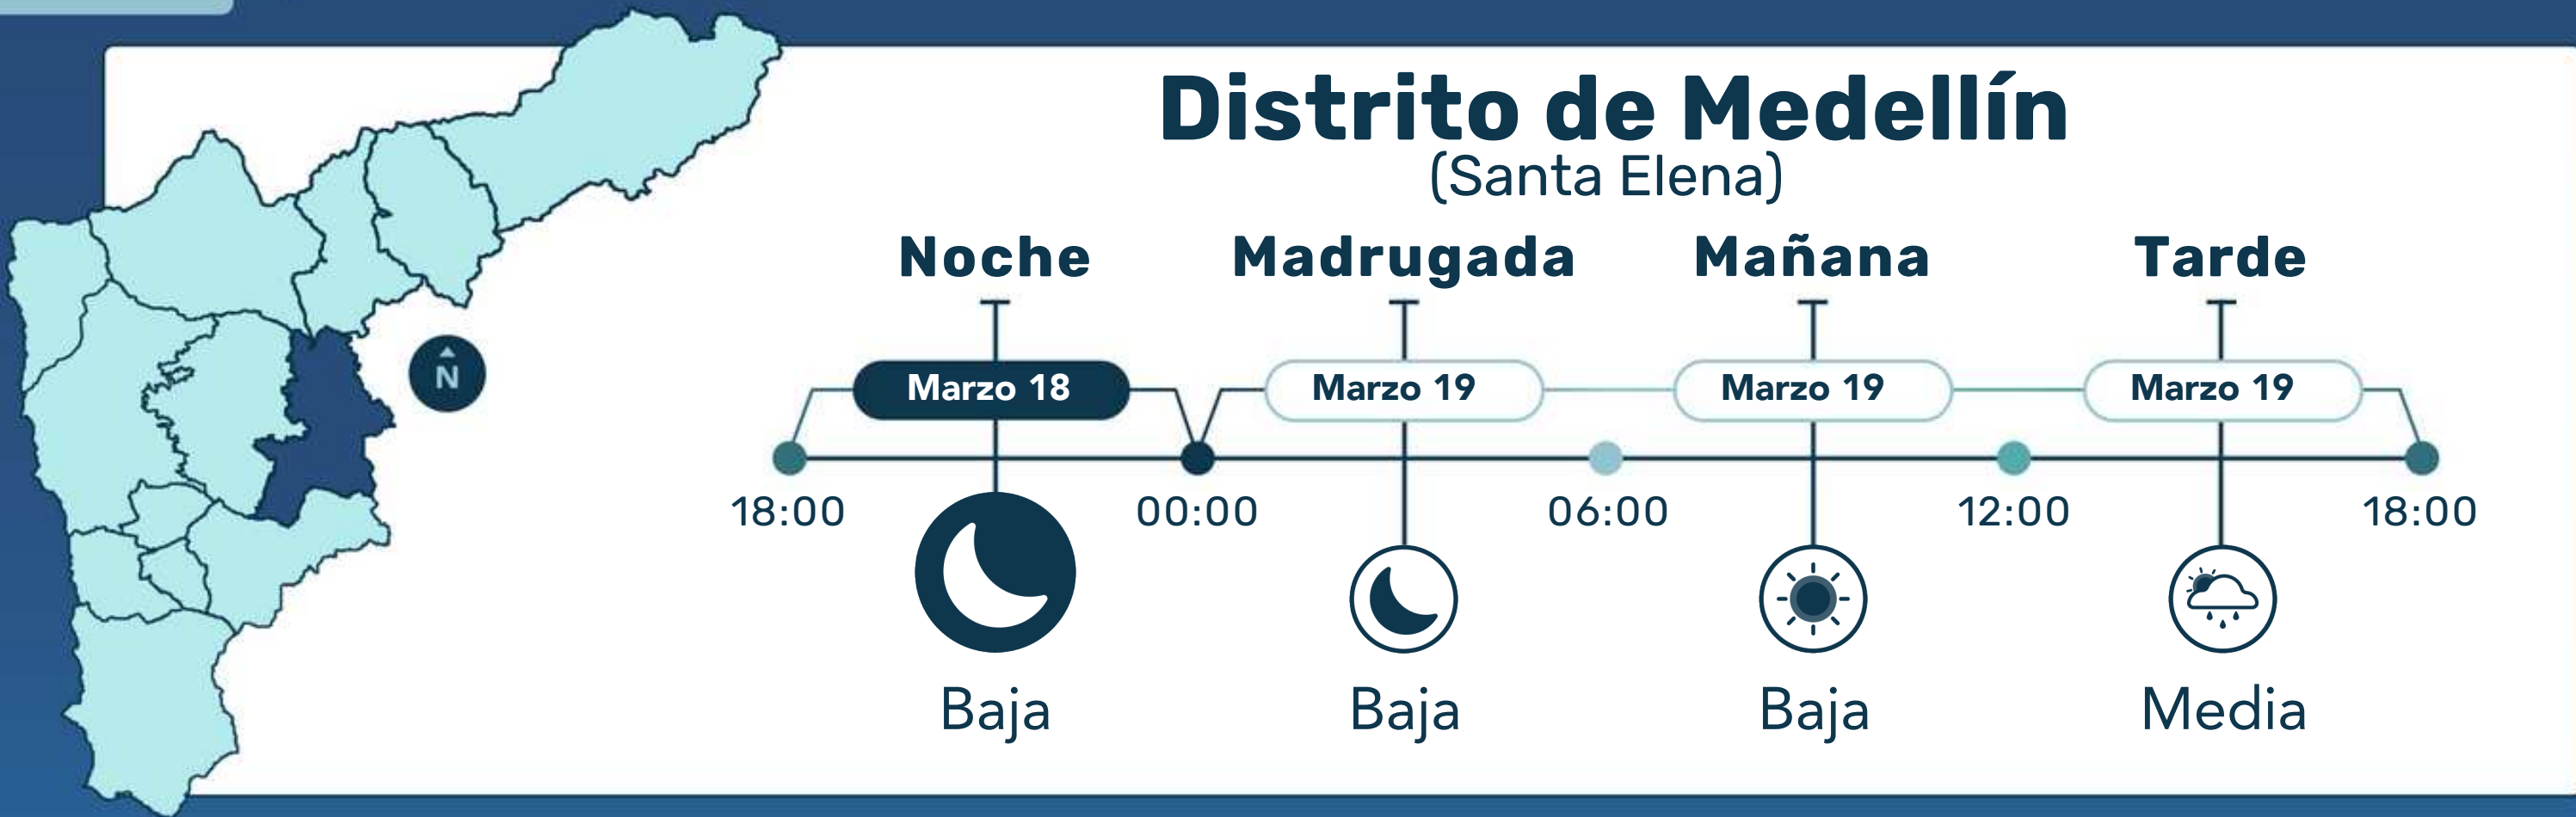 Distrito de Medellín
(Santa Elena)
Noche Madrugada Mañana Tarde
Marzo 18 Marzo 19 Marzo 19 Marzo 19
N
18:00 00:00 06:00 12:00 18:00
Baja Baja Baja Media